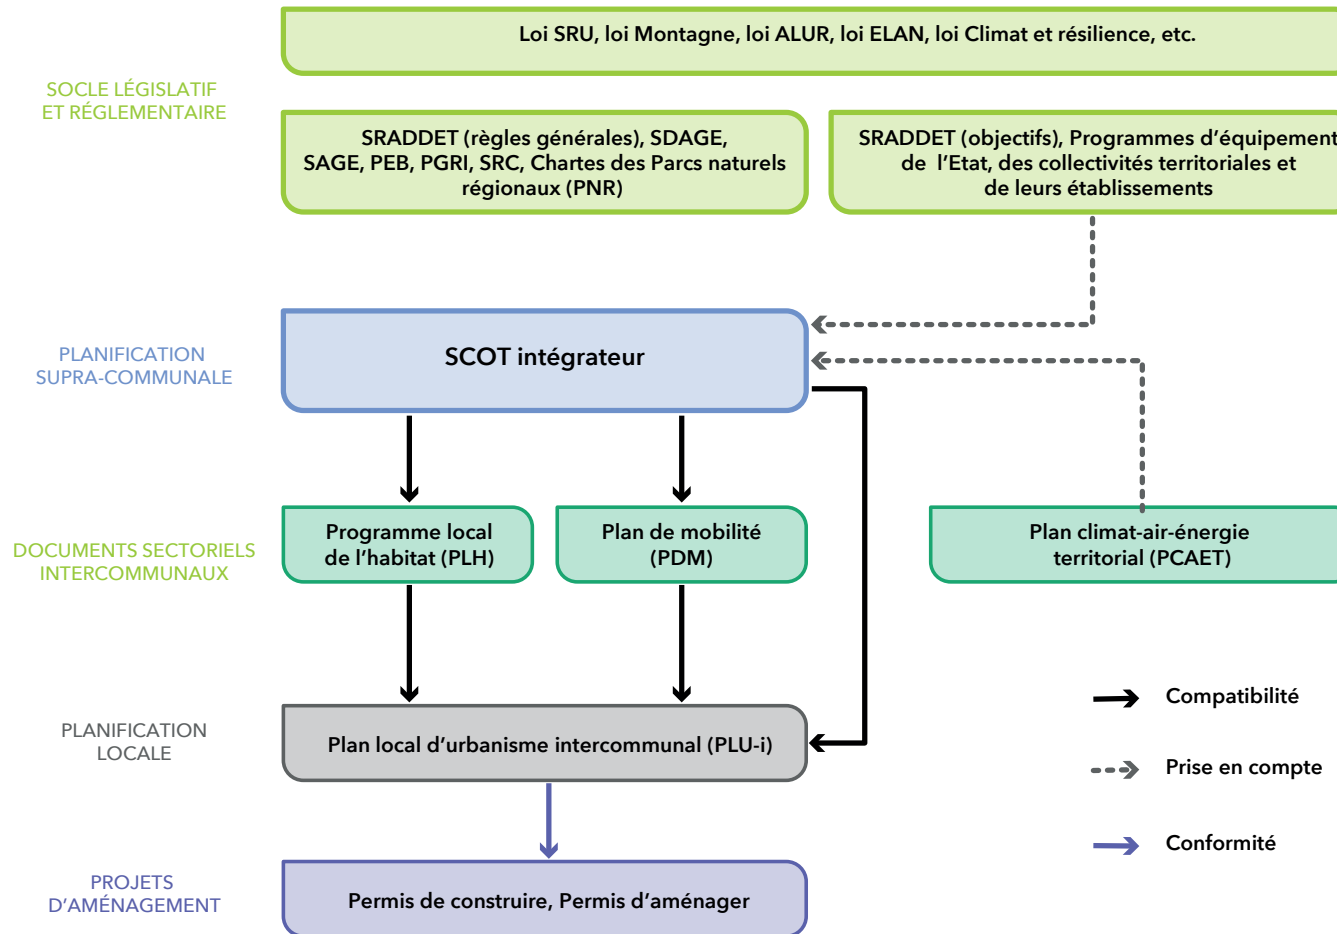 Loi SRU, loi Montagne, loi ALUR, loi ELAN, loi Climat et résilience, etc.
SOCLE LÉGISLATIF
ET RÉGLEMENTAIRE
SRADDET (règles générales), SDAGE,
SAGE, PEB, PGRI, SRC, Chartes des Parcs naturels
régionaux (PNR)
SRADDET (objectifs), Programmes d'équipement
de l'Etat, des collectivités territoriales et
de leurs établissements
PLANIFICATION
SUPRA-COMMUNALE
SCOT intégrateur
DOCUMENTS SECTORIELS
INTERCOMMUNAUX
Programme local
de l'habitat (PLH)
Plan de mobilité
(PDM)
Plan climat-air-énergie
territorial (PCAET)
PLANIFICATION
LOCALE
Plan local d'urbanisme intercommunal (PLU-i)
Compatibilité
Prise en compte
Conformité
PROJETS
D'AMÉNAGEMENT
Permis de construire, Permis d'aménager